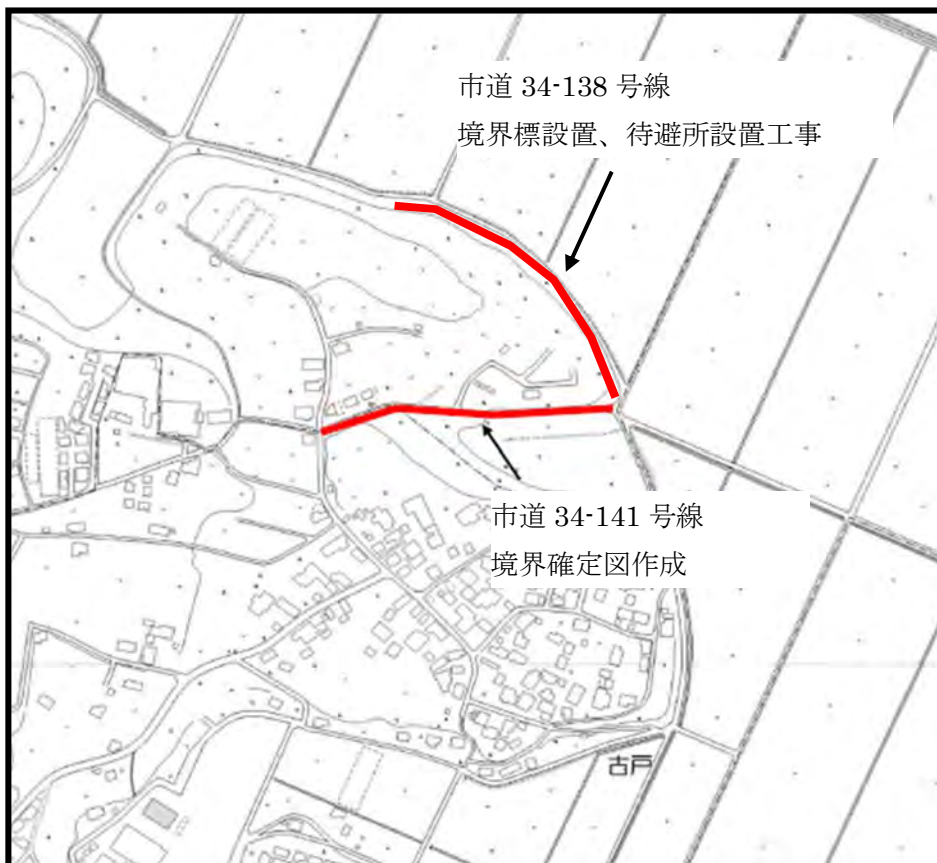 市道 34-138 号線
境界標設置、待避所設置工事
市道 34-141 号線
境界確定図作成
古戸